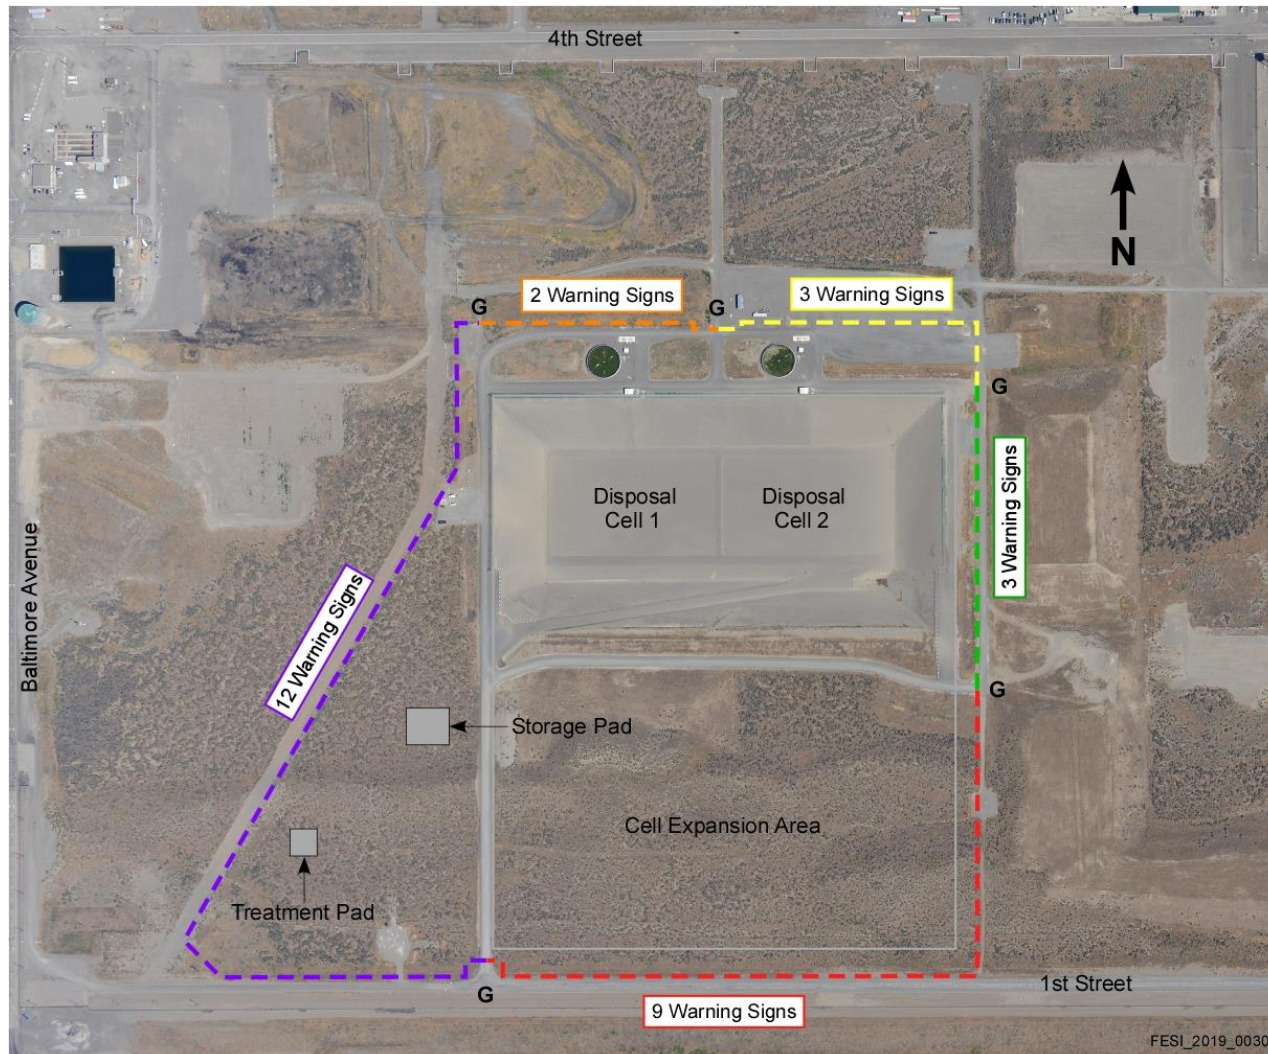 4th Street
N
2 Warning Signs
3 Warning Signs
G
G
G
Disposal
Cell 1
Disposal
Cell 2
3 Warning Signs
Baltimore Avenue
12 Warning Signs
G
Storage Pad
Cell Expansion Area
Treatment Pad
1st Street
G
9 Warning Signs
FESI_2019_0030